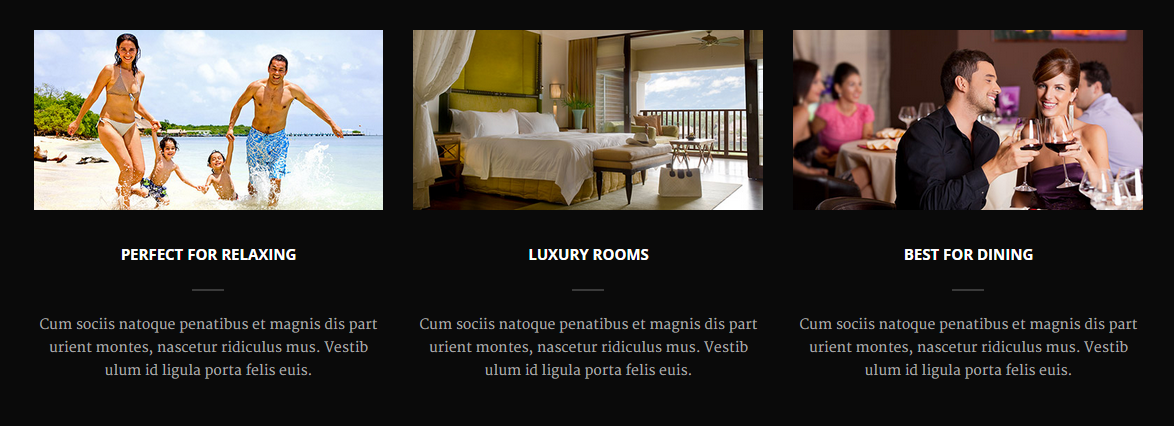 PERFECT FOR RELAXING
Cum sociis natoque penatibus et magnis dis part
urient montes, nascetur ridiculus mus. Vestib
ulum id ligula porta felis euis.
LUXURY ROOMS
Cum sociis natoque penatibus et magnis dis part
urient montes, nascetur ridiculus mus. Vestib
ulum id ligula porta felis euis.
BEST FOR DINING
Cum sociis natoque penatibus et magnis dis part
urient montes, nascetur ridiculus mus. Vestib
ulum id ligula porta felis euis.